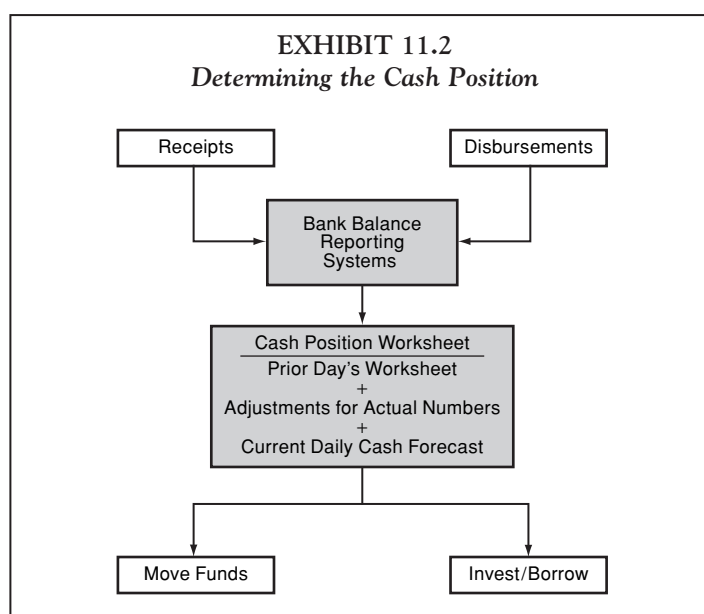 EXHIBIT 11.2
Determining the Cash Position
Receipts
Disbursements
Bank Balance
Reporting
Systems
Cash Position Worksheet
Prior Day's Worksheet
+
Adjustments for Actual Numbers
+
Current Daily Cash Forecast
Move Funds
Invest/Borrow